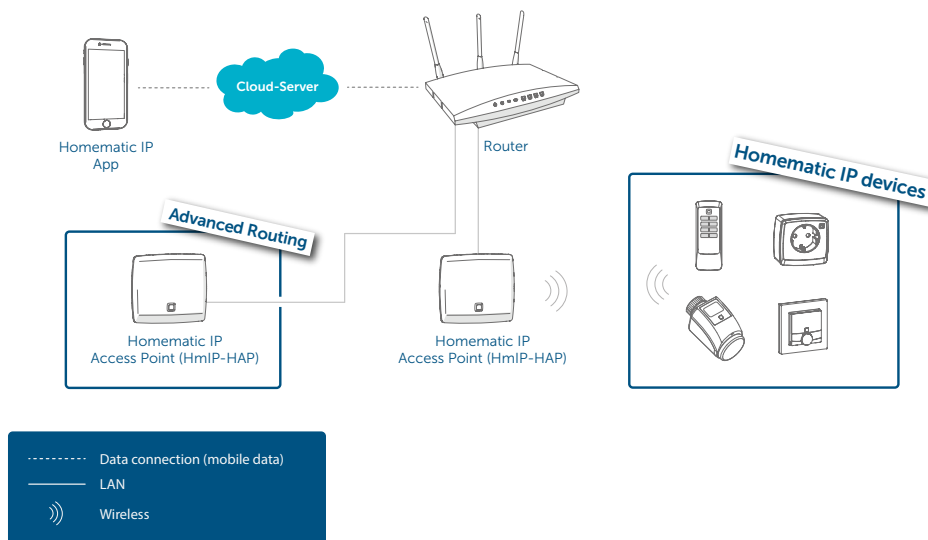 Cloud-Server
Homematic IP
App
Router
Homematic IP devices
Advanced Routing
Homematic IP
Access Point (HmIP-HAP)
Homematic IP
Access Point (HmIP-HAP)
Data connection (mobile data)
LAN
Wireless